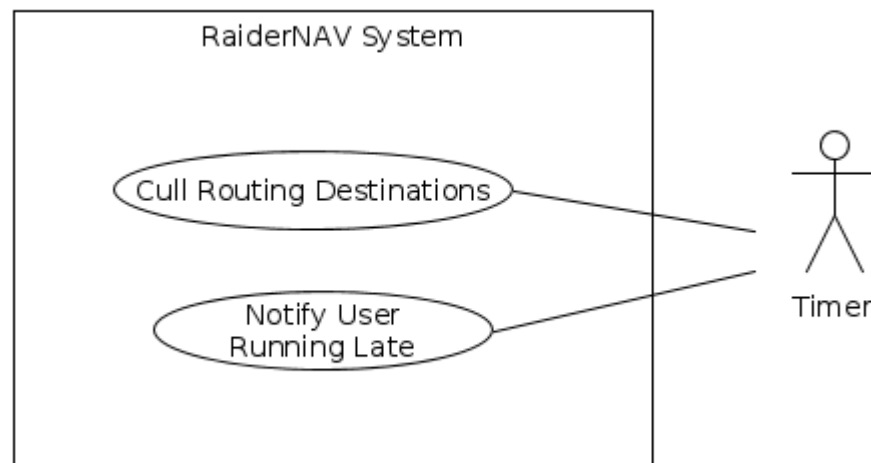 RaiderNAV System
Cull Routing Destinations
Notify User
Running Late
Timer